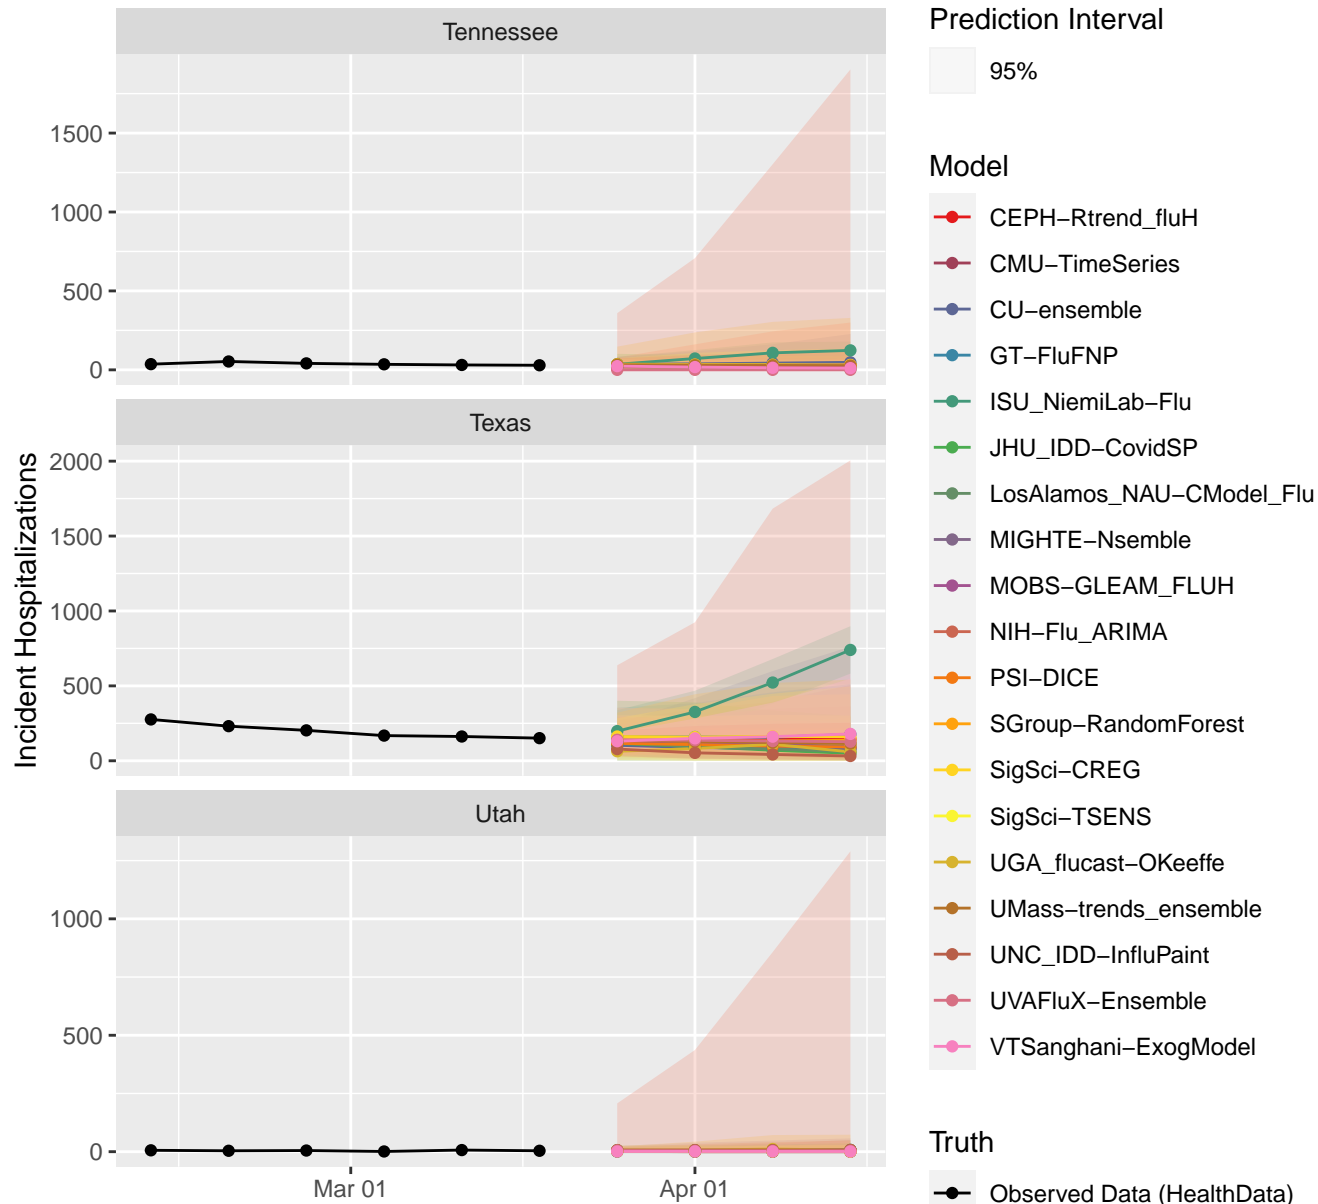 Tennessee
1500
1000
500
0
Texas
2000
1500
1000
500
0
Utah
1000
500
0
Mar 01
Apr 01
Incident Hospitalizations
Prediction Interval
95%
Model
CEPH−Rtrend_fluH
CMU−TimeSeries
CU−ensemble
GT−FluFNP
ISU_NiemiLab−Flu
JHU_IDD−CovidSP
LosAlamos_NAU−CModel_Flu
MIGHTE−Nsemble
MOBS−GLEAM_FLUH
NIH−Flu_ARIMA
PSI−DICE
SGroup−RandomForest
SigSci−CREG
SigSci−TSENS
UGA_flucast−OKeeffe
UMass−trends_ensemble
UNC_IDD−InfluPaint
UVAFluX−Ensemble
VTSanghani−ExogModel
Truth
Observed Data (HealthData)